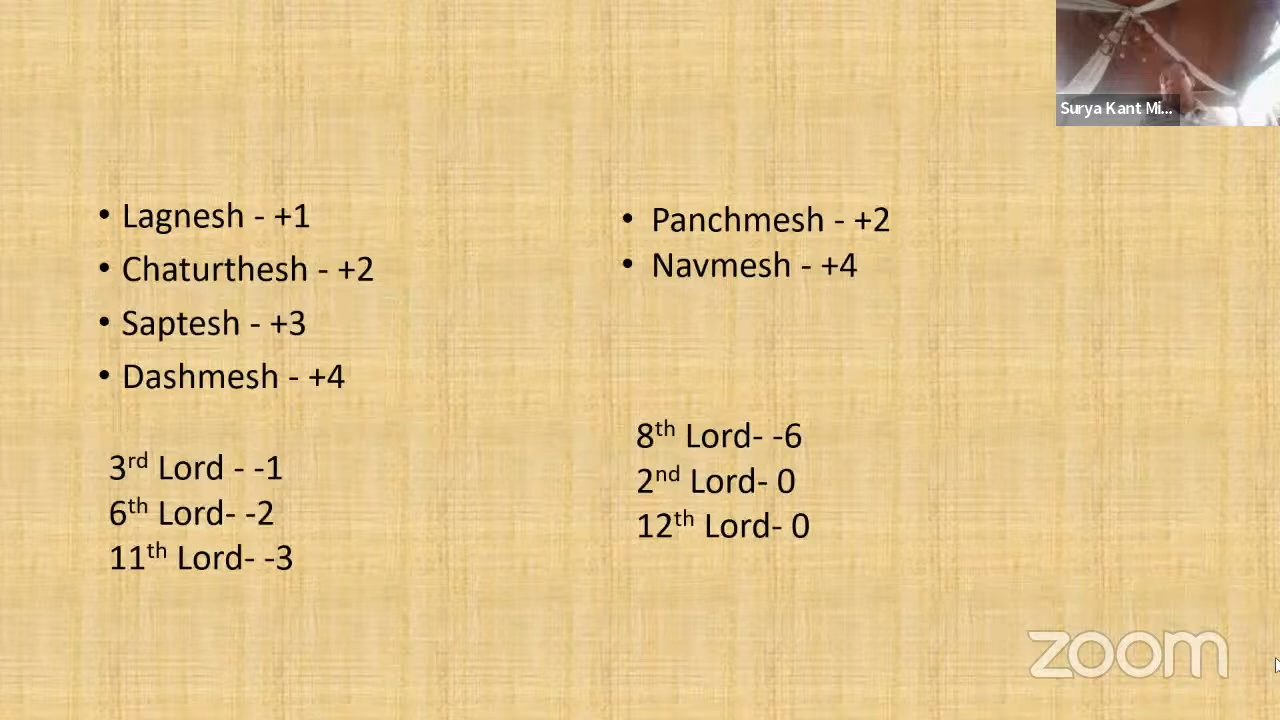 Surya Kant Mi...
• Lagnesh - +1
• Chaturthesh - +2
• Saptesh - +3
• Dashmesh - +4
3rd Lord - -1
6th Lord- -2
11th Lord- -3
• Panchmesh - +2
• Navmesh - +4
8th Lord- -6
2nd Lord- 0
12th Lord- 0
zoom